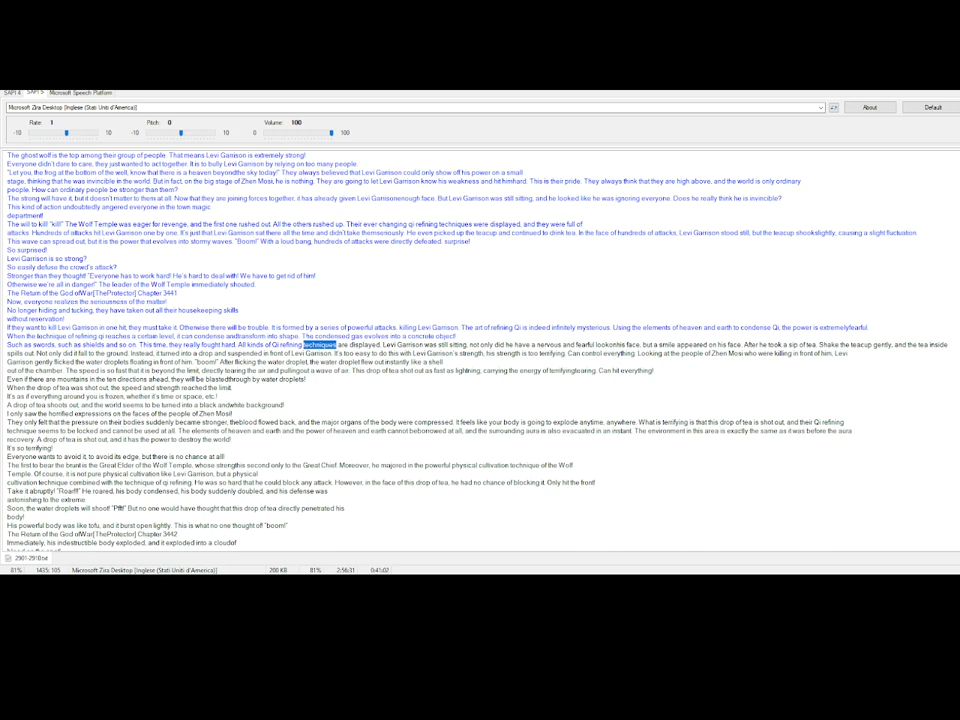 SAPI 4 SAPI 5 Microsoft Speech Platform
Microsoft Zira Desktop [Inglese (Stati Uniti d'America)]
About
Default
Rate: 1
Pitch: 0
Volume: 100
-10 10 -10 10 0 100
The ghost wolf is the top among their group of people. That means Levi Garrison is extremely strong!
Everyone didn't dare to care, they just wanted to act together. It is to bully Levi Garrison by relying on too many people.
"Let you, the frog at the bottom of the well, know that there is a heaven beyondthe sky today!" They always believed that Levi Garrison could only show off his power on a small
stage, thinking that he was invincible in the world. But in fact, on the big stage of Zhen Mosi, he is nothing. They are going to let Levi Garrison know his weakness and hit himhard. This is their pride. They always think that they are high above, and the world is only ordinary
people. How can ordinary people be stronger than them?
The strong will have it, but it doesn't matter to them at all. Now that they are joining forces together, it has already given Levi Garrisonenough face. But Levi Garrison was still sitting, and he looked like he was ignoring everyone. Does he really think he is invincible?
This kind of action undoubtedly angered everyone in the town magic
department!
The will to kill! "kill!" The Wolf Temple was eager for revenge, and the first one rushed out. All the others rushed up. Their ever changing qi refining techniques were displayed, and they were full of
attacks. Hundreds of attacks hit Levi Garrison one by one. It's just that Levi Garrison sat there all the time and didn't take themseriously. He even picked up the teacup and continued to drink tea. In the face of hundreds of attacks, Levi Garrison stood still, but the teacup shookslightly, causing a slight fluctuation.
This wave can spread out, but it is the power that evolves into stormy waves. "Boom!" With a loud bang, hundreds of attacks were directly defeated. surprise!
So surprised!
Levi Garrison is so strong?
So easily defuse the crowd's attack?
Stronger than they thought! "Everyone has to work hard! He's hard to deal with! We have to get rid of him!
Otherwise we're all in danger!" The leader of the Wolf Temple immediately shouted.
The Return of the God ofWar[TheProtector] Chapter 3441
Now, everyone realizes the seriousness of the matter!
No longer hiding and tucking, they have taken out all their housekeeping skills
without reservation!
If they want to kill Levi Garrison in one hit, they must take it. Otherwise there will be trouble. It is formed by a series of powerful attacks. killing Levi Garrison. The art of refining Qi is indeed infinitely mysterious. Using the elements of heaven and earth to condense Qi, the power is extremelyfearful.
When the technique of refining qi reaches a certain level, it can condense andtransform into shape. The condensed gas evolves into a concrete object!
Such as swords, such as shields and so on. This time, they really fought hard. All kinds of Qi refining techniques are displayed. Levi Garrison was still sitting, not only did he have a nervous and fearful lookonhis face, but a smile appeared on his face. After he took a sip of tea. Shake the teacup gently, and the tea inside
spills out. Not only did it fall to the ground. Instead, it turned into a drop and suspended in front of Levi Garrison. It's too easy to do this with Levi Garrison's strength, his strength is too terrifying. Can control everything. Looking at the people of Zhen Mosi who were killing in front of him, Levi
Garrison gently flicked the water droplets floating in front of him. "boom!" After flicking the water droplet, the water droplet flew out instantly like a shell
out of the chamber. The speed is so fast that it is beyond the limit, directly tearing the air and pullingout a wave of air. This drop of tea shot out as fast as lightning, carrying the energy of terrifyingtearing. Can hit everything!
Even if there are mountains in the ten directions ahead, they will be blastedthrough by water droplets!
When the drop of tea was shot out, the speed and strength reached the limit.
It's as if everything around you is frozen, whether it's time or space, etc.!
A drop of tea shoots out, and the world seems to be turned into a black andwhite background!
I only saw the horrified expressions on the faces of the people of Zhen Mosi!
They only felt that the pressure on their bodies suddenly became stronger, theblood flowed back, and the major organs of the body were compressed. It feels like your body is going to explode anytime, anywhere. What is terrifying is that this drop of tea is shot out, and their Qi refining
technique seems to be locked and cannot be used at all. The elements of heaven and earth and the power of heaven and earth cannot beborrowed at all, and the surrounding aura is also evacuated in an instant. The environment in this area is exactly the same as it was before the aura
recovery. A drop of tea is shot out, and it has the power to destroy the world!
It's so terrifying!
Everyone wants to avoid it, to avoid its edge, but there is no chance at all!
The first to bear the brunt is the Great Elder of the Wolf Temple, whose strengthis second only to the Great Chief. Moreover, he majored in the powerful physical cultivation technique of the Wolf
Temple. Of course, it is not pure physical cultivation like Levi Garrison, but a physical
cultivation technique combined with the technique of qi refining. He was so hard that he could block any attack. However, in the face of this drop of tea, he had no chance of blocking it. Only hit the front!
Take it abruptly! "Roar!!!" He roared, his body condensed, his body suddenly doubled, and his defense was
astonishing to the extreme.
Soon, the water droplets will shoot! "Pfft!" But no one would have thought that this drop of tea directly penetrated his
body!
His powerful body was like tofu, and it burst open lightly. This is what no one thought of! "boom!"
The Return of the God ofWar[TheProtector] Chapter 3442
Immediately, his indestructible body exploded, and it exploded into a cloudof
2901-2910.txt
81% 1435: 105 Microsoft Zira Desktop [Inglese (Stati Uniti d'America)] 200 KB 81% 2:56:31 0:41:02